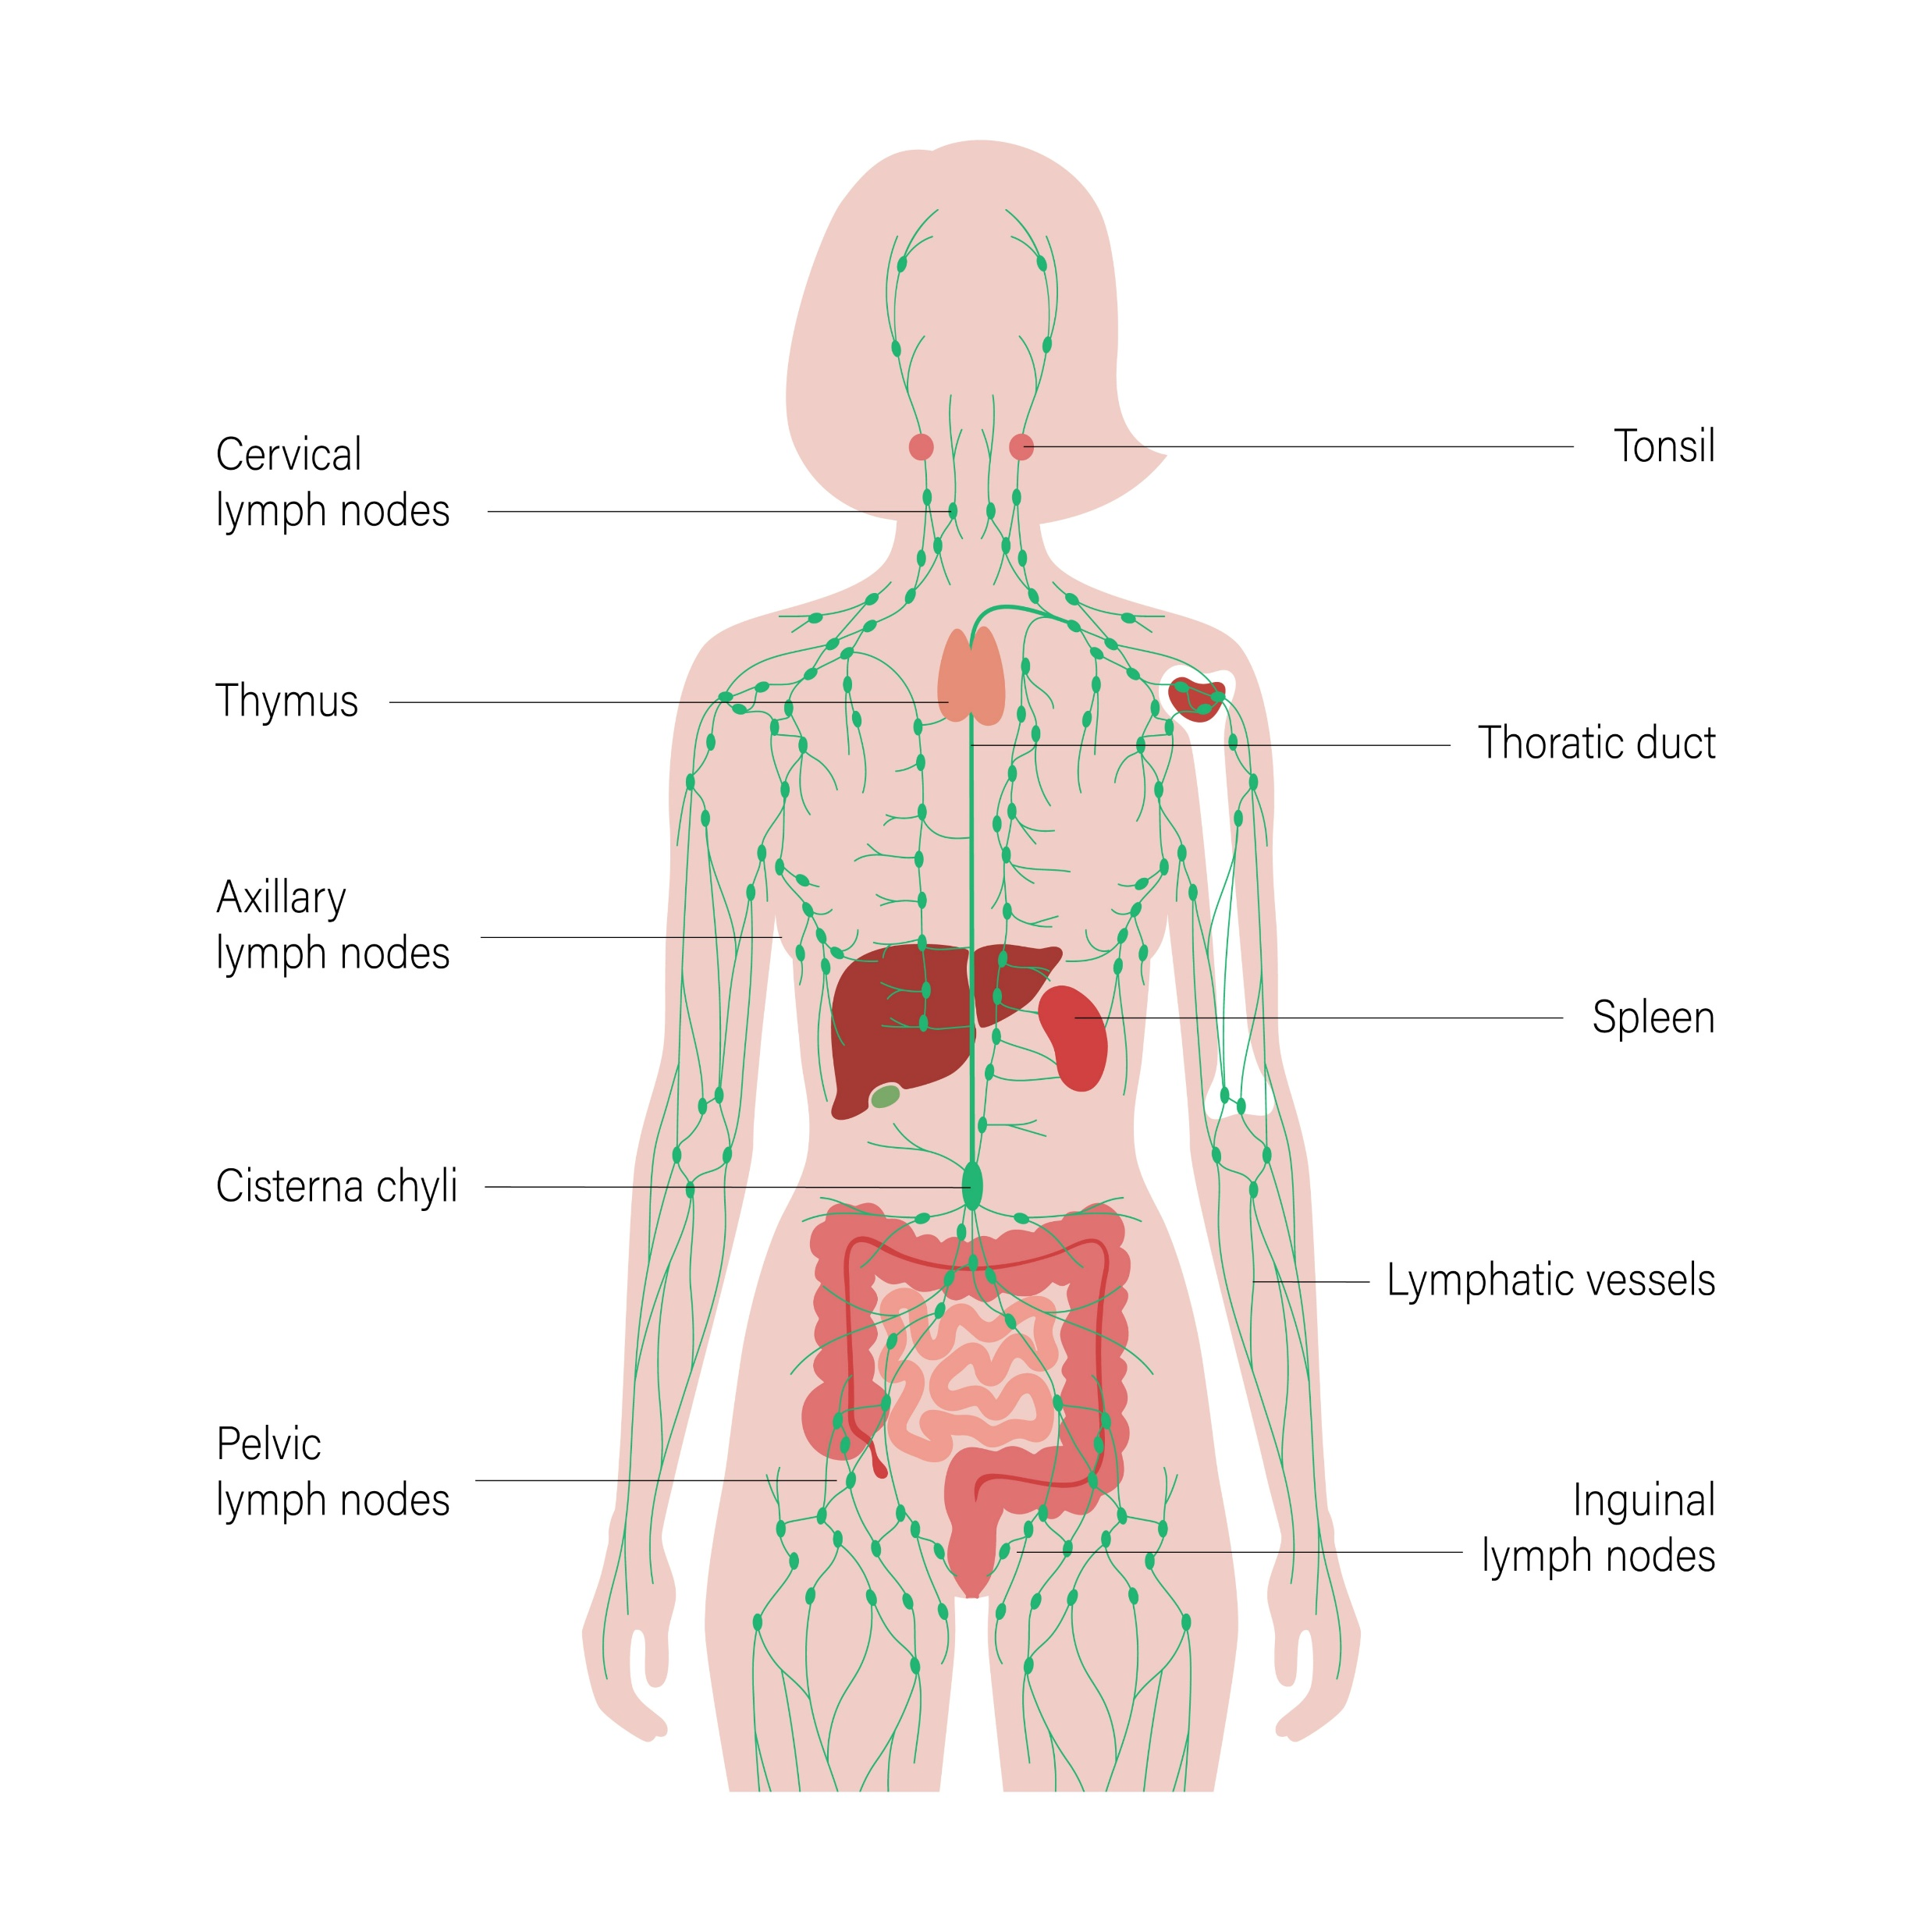 Cervical
lymph nodes
Thymus
Axillary
lymph nodes
Cisterna chyli
Pelvic
lymph nodes
Tonsil
Thoratic duct
Spleen
Lymphatic vessels
Inguinal
lymph nodes